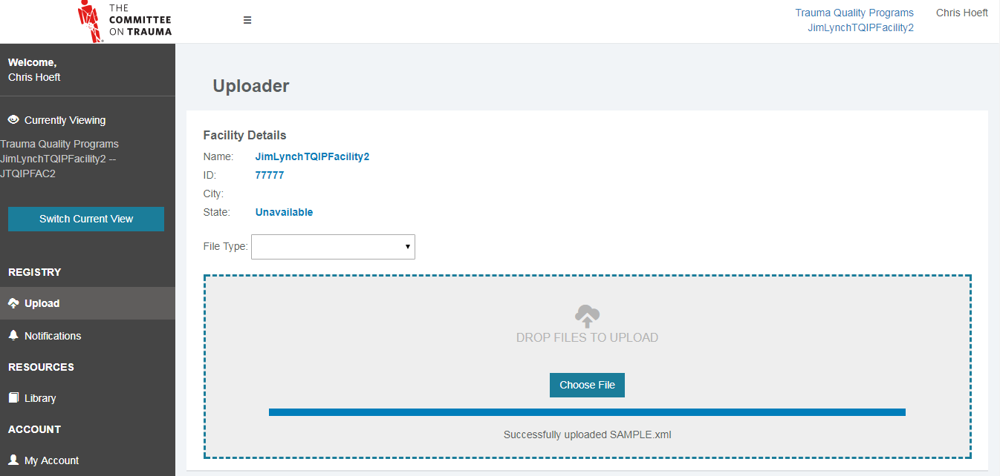 THE
COMMITTEE
ON TRAUMA
Trauma Quality Programs
JimLynchTQIPFacility2
Chris Hoeft
Welcome,
Chris Hoeft
Currently Viewing
Trauma Quality Programs
JimLynchTQIPFacility2 --
JTQIPFAC2
Switch Current View
REGISTRY
Upload
Notifications
RESOURCES
Library
ACCOUNT
My Account
Uploader
Facility Details
Name: JimLynchTQIPFacility2
ID: 77777
City:
State: Unavailable
File Type:
DROP FILES TO UPLOAD
Choose File
Successfully uploaded SAMPLE.xml